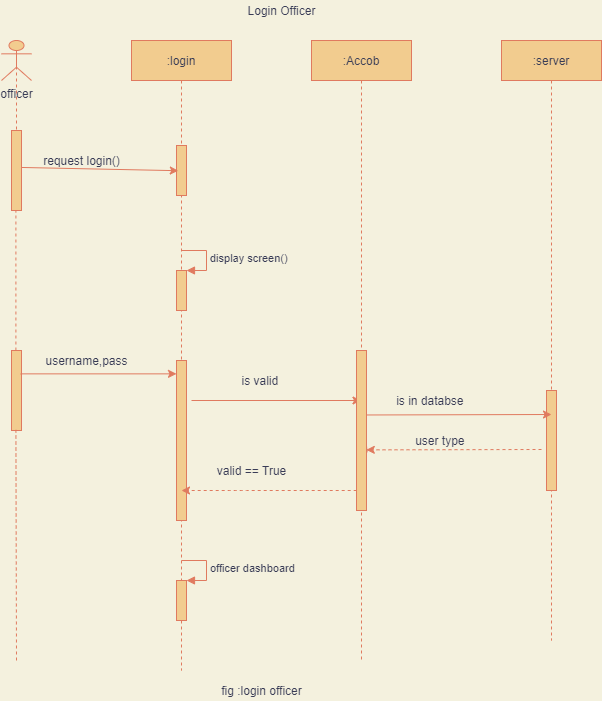 Login Officer
officer
:login
:Accob
:server
request login()
display screen()
username,pass
is valid
is in databse
user type
valid == True
officer dashboard
fig :login officer